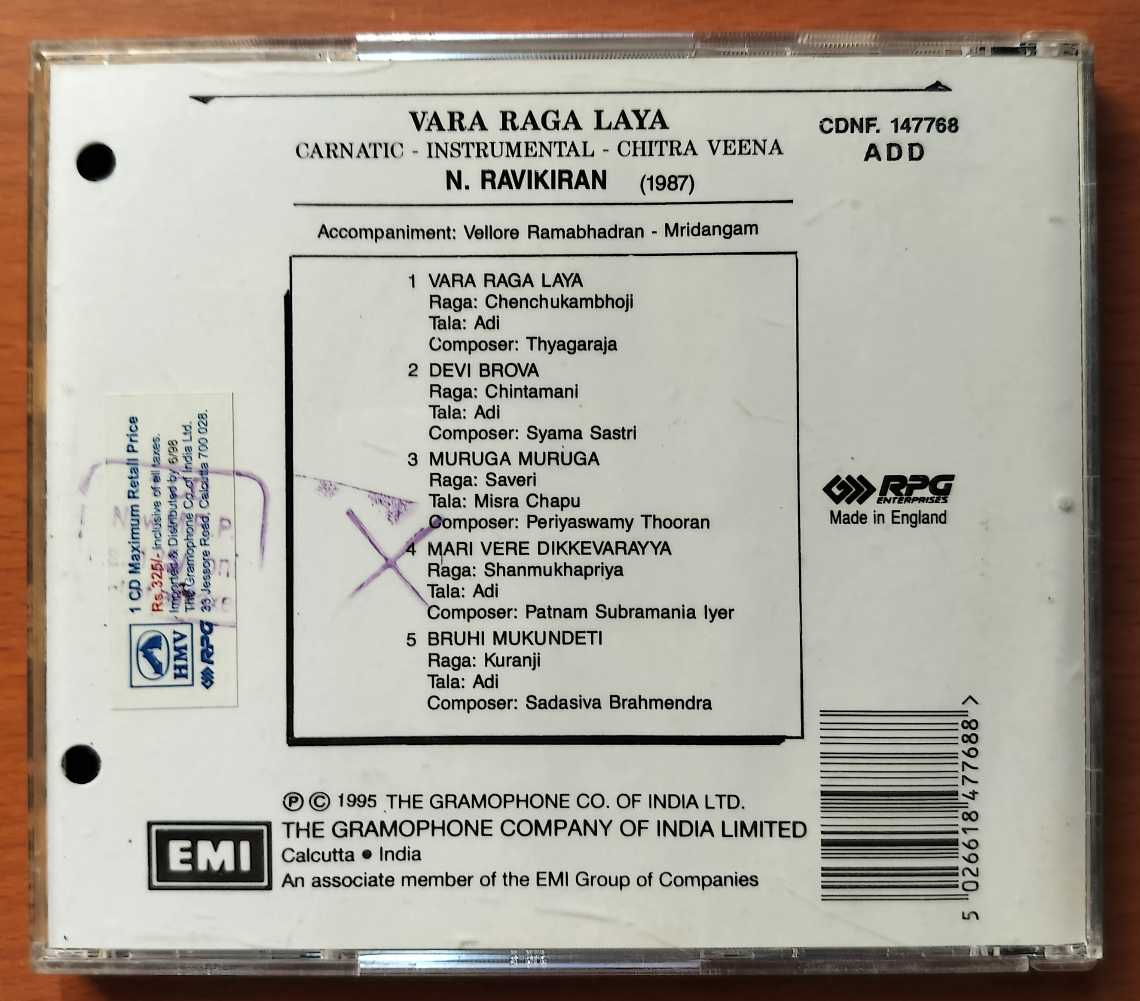 VARA RAGA LAYA
CARNATIC - INSTRUMENTAL - CHITRA VEENA
N. RAVIKIRAN (1987)
CDNF. 147768
ADD
Accompaniment: Vellore Ramabhadran - Mridangam
1 VARA RAGA LAYA
Raga: Chenchukambhoji
Tala: Adi
Composer: Thyagaraja
2 DEVI BROVA
Raga: Chintamani
Tala: Adi
Composer: Syama Sastri
3 MURUGA MURUGA
Raga: Saveri
Tala: Misra Chapu
Composer: Periyaswamy Thooran
4 MARI VERE DIKKEVARAYYA
Raga: Shanmukhapriya
Tala: Adi
Composer: Patnam Subramania Iyer
5 BRUHI MUKUNDETI
Raga: Kuranji
Tala: Adi
Composer: Sadasiva Brahmendra
1 CD Maximum Retail Price
Rs.325/- Inclusive of all taxes.
Imported & Distributed by 6/98
The Gramophone Co. of India Ltd.
33 Jessore Road, Calcutta 700 028.
HMV
RPG
RPG
ENTERPRISES
Made in England
℗ © 1995 THE GRAMOPHONE CO. OF INDIA LTD.
THE GRAMOPHONE COMPANY OF INDIA LIMITED
Calcutta • India
An associate member of the EMI Group of Companies
EMI
5 026618 477688 >